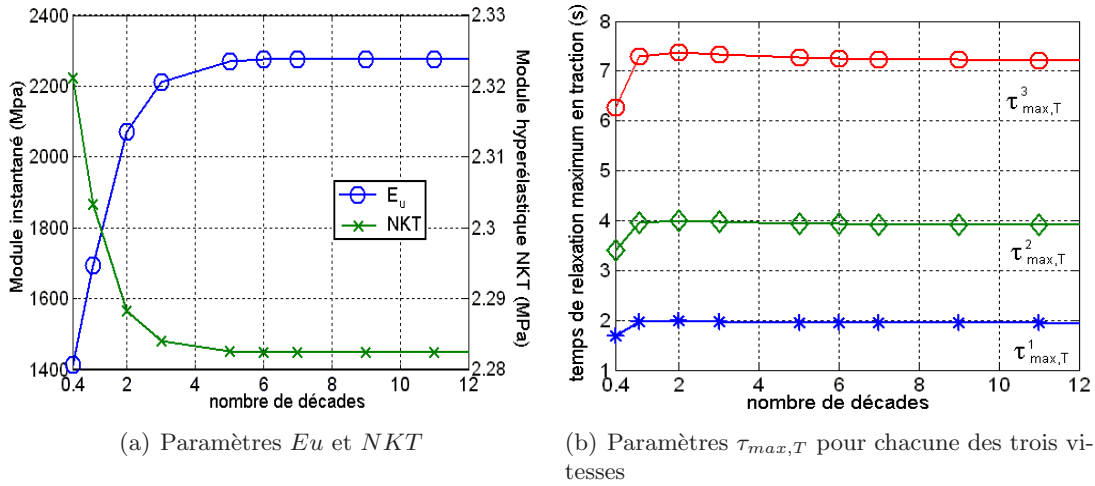 2400
2200
2000
1800
1600
1400
Module instantané (Mpa)
2.33
2.32
2.31
2.3
2.29
2.28
Module hyperélastique NKT (MPa)
E_u
NKT
0.4 2 4 6 8 10 12
nombre de décades
(a) Paramètres Eu et NKT
8
7
6
5
4
3
2
1
temps de relaxation maximum en traction (s)
τ³max,T
τ²max,T
τ¹max,T
0.4 2 4 6 8 10 12
nombre de décades
(b) Paramètres τmax,T pour chacune des trois vi-
tesses